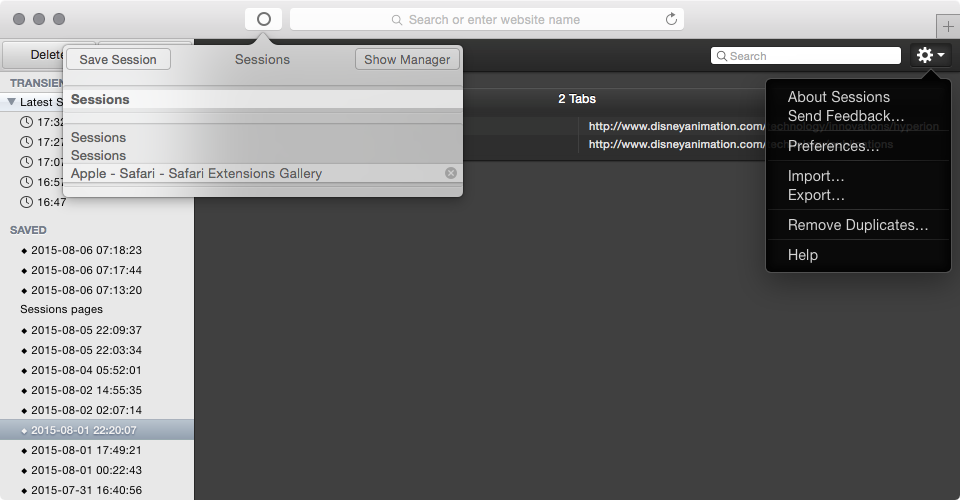 Search or enter website name
Delete
Save Session
Sessions
Show Manager
Search
TRANSIEN
Latest S
17:32
17:27
17:07
16:57
16:47
Sessions
Sessions
Sessions
Apple - Safari - Safari Extensions Gallery
2 Tabs
http://www.disneyanimation.com/technology/innovations/hyperion
http://www.disneyanimation.com/
About Sessions
Send Feedback…
Preferences…
Import…
Export…
Remove Duplicates…
Help
SAVED
2015-08-06 07:18:23
2015-08-06 07:17:44
2015-08-06 07:13:20
Sessions pages
2015-08-05 22:09:37
2015-08-05 22:03:34
2015-08-04 05:52:01
2015-08-02 14:55:35
2015-08-02 02:07:14
2015-08-01 22:20:07
2015-08-01 17:49:21
2015-08-01 00:22:43
2015-07-31 16:40:56